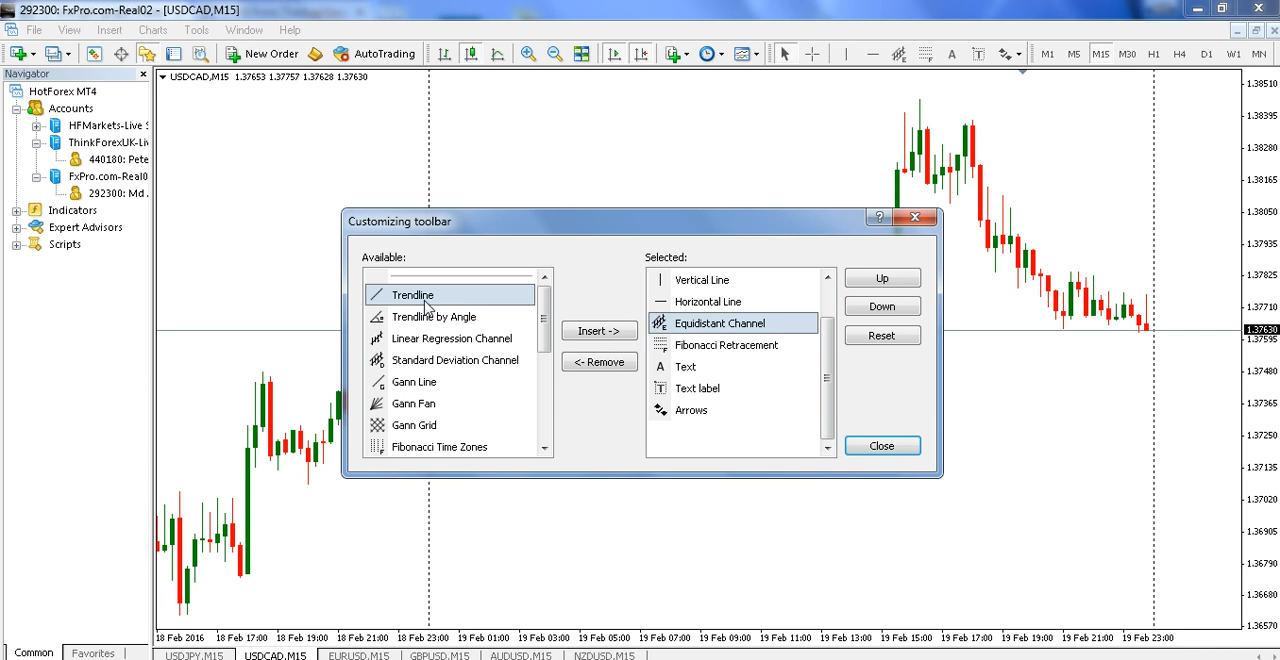 292300: FxPro.com-Real02 - [USDCAD,M15]
File View Insert Charts Tools Window Help
New Order AutoTrading A T M1 M5 M15 M30 H1 H4 D1 W1 MN
Navigator
HotForex MT4
Accounts
HFMarkets-Live S
ThinkForexUK-Liv
440180: Pete
FxPro.com-Real0
292300: Md.
Indicators
Expert Advisors
Scripts
Common Favorites
USDCAD,M15 1.37653 1.37757 1.37628 1.37630
Customizing toolbar
Available:
Trendline
Trendline by Angle
Linear Regression Channel
Standard Deviation Channel
Gann Line
Gann Fan
Gann Grid
Fibonacci Time Zones
Insert ->
<- Remove
Selected:
Vertical Line
Horizontal Line
Equidistant Channel
Fibonacci Retracement
Text
Text label
Arrows
Up
Down
Reset
Close
1.38510
1.38395
1.38280
1.38165
1.38050
1.37935
1.37825
1.37710
1.37630
1.37595
1.37480
1.37365
1.37250
1.37135
1.37020
1.36905
1.36795
1.36680
1.36570
18 Feb 2016 18 Feb 17:00 18 Feb 19:00 18 Feb 21:00 18 Feb 23:00 19 Feb 01:00 19 Feb 03:00 19 Feb 05:00 19 Feb 07:00 19 Feb 09:00 19 Feb 11:00 19 Feb 13:00 19 Feb 15:00 19 Feb 17:00 19 Feb 19:00 19 Feb 21:00 19 Feb 23:00
USDJPY,M15 USDCAD,M15 EURUSD,M15 GBPUSD,M15 AUDUSD,M15 NZDUSD,M15